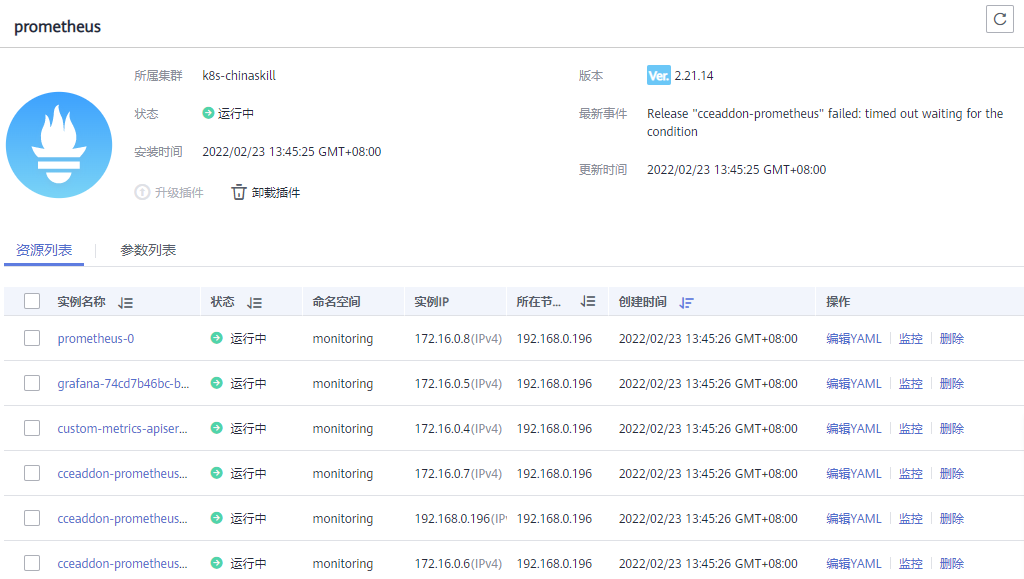 prometheus
所属集群 k8s-chinaskill
版本 Ver. 2.21.14
状态 运行中
最新事件 Release "cceaddon-prometheus" failed: timed out waiting for the
condition
安装时间 2022/02/23 13:45:25 GMT+08:00
更新时间 2022/02/23 13:45:25 GMT+08:00
升级插件 卸载插件
资源列表 参数列表
实例名称 状态 命名空间 实例IP 所在节... 创建时间 操作
prometheus-0 运行中 monitoring 172.16.0.8(IPv4) 192.168.0.196 2022/02/23 13:45:26 GMT+08:00 编辑YAML 监控 删除
grafana-74cd7b46bc-b... 运行中 monitoring 172.16.0.5(IPv4) 192.168.0.196 2022/02/23 13:45:26 GMT+08:00 编辑YAML 监控 删除
custom-metrics-apiser... 运行中 monitoring 172.16.0.4(IPv4) 192.168.0.196 2022/02/23 13:45:26 GMT+08:00 编辑YAML 监控 删除
cceaddon-prometheus... 运行中 monitoring 172.16.0.7(IPv4) 192.168.0.196 2022/02/23 13:45:26 GMT+08:00 编辑YAML 监控 删除
cceaddon-prometheus... 运行中 monitoring 192.168.0.196(IP 192.168.0.196 2022/02/23 13:45:26 GMT+08:00 编辑YAML 监控 删除
cceaddon-prometheus... 运行中 monitoring 172.16.0.6(IPv4) 192.168.0.196 2022/02/23 13:45:26 GMT+08:00 编辑YAML 监控 删除